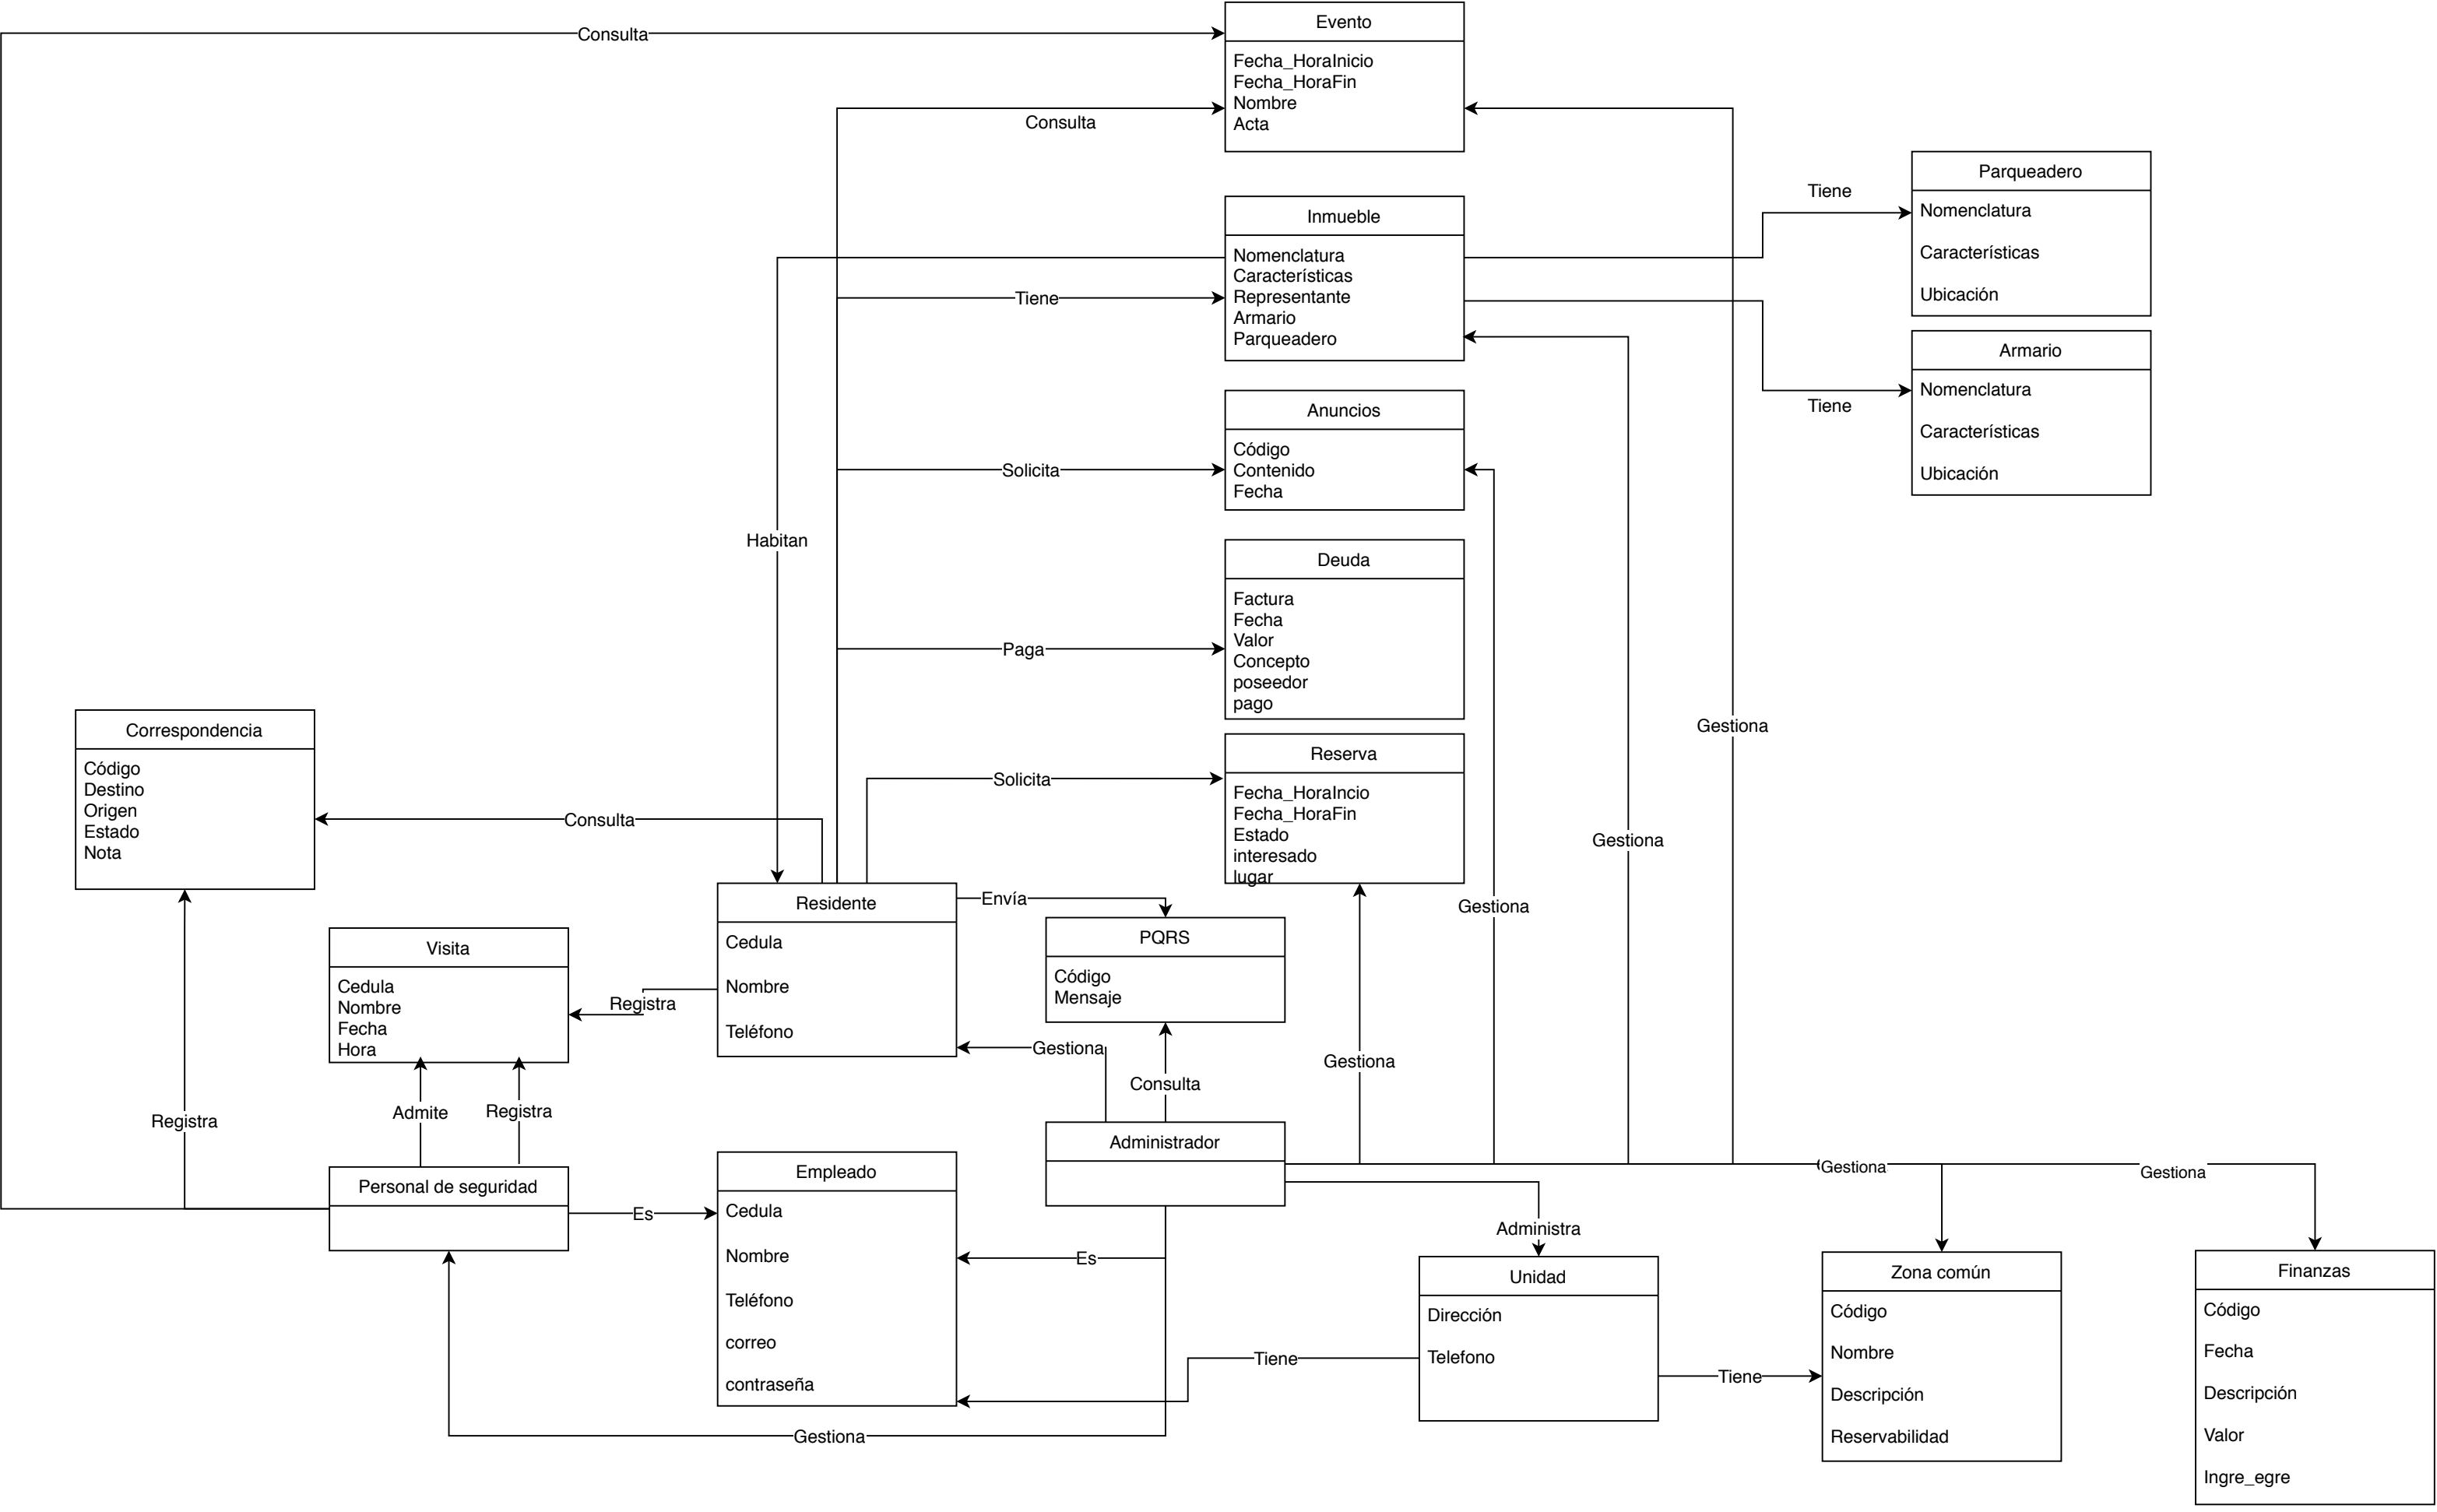 Evento
Fecha_HoraInicio
Fecha_HoraFin
Nombre
Acta
Consulta
Consulta
Parqueadero
Nomenclatura
Características
Ubicación
Tiene
Inmueble
Nomenclatura
Características
Representante
Armario
Parqueadero
Tiene
Armario
Nomenclatura
Características
Ubicación
Tiene
Anuncios
Código
Contenido
Fecha
Solicita
Habitan
Deuda
Factura
Fecha
Valor
Concepto
poseedor
pago
Paga
Gestiona
Correspondencia
Código
Destino
Origen
Estado
Nota
Reserva
Fecha_HoraIncio
Fecha_HoraFin
Estado
interesado
lugar
Solicita
Consulta
Gestiona
Gestiona
Residente
Cedula
Nombre
Teléfono
Envía
PQRS
Código
Mensaje
Visita
Cedula
Nombre
Fecha
Hora
Registra
Gestiona
Consulta
Gestiona
Registra
Admite
Registra
Administrador
Personal de seguridad
Es
Empleado
Cedula
Nombre
Teléfono
correo
contraseña
Es
Gestiona
Gestiona
Administra
Unidad
Dirección
Telefono
Tiene
Tiene
Zona común
Código
Nombre
Descripción
Reservabilidad
Finanzas
Código
Fecha
Descripción
Valor
Ingre_egre
Gestiona